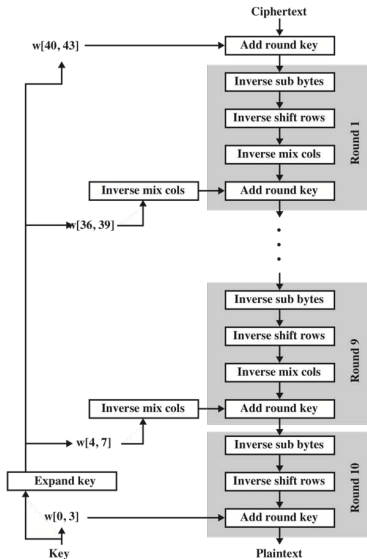 Ciphertext
w[40, 43]
Add round key
Inverse sub bytes
Inverse shift rows
Inverse mix cols
Inverse mix cols
Add round key
Round 1
w[36, 39]
Inverse sub bytes
Inverse shift rows
Inverse mix cols
Round 9
Inverse mix cols
Add round key
w[4, 7]
Inverse sub bytes
Expand key
Inverse shift rows
Round 10
w[0, 3]
Add round key
Key
Plaintext